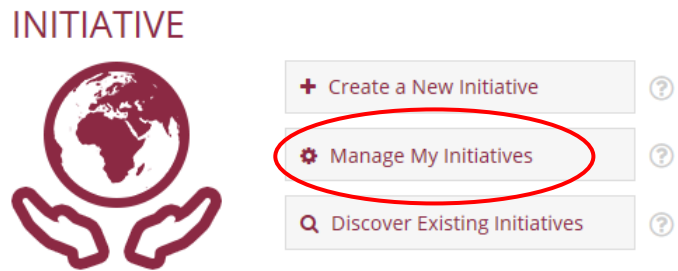 INITIATIVE
Create a New Initiative
?
Manage My Initiatives
?
Discover Existing Initiatives
?